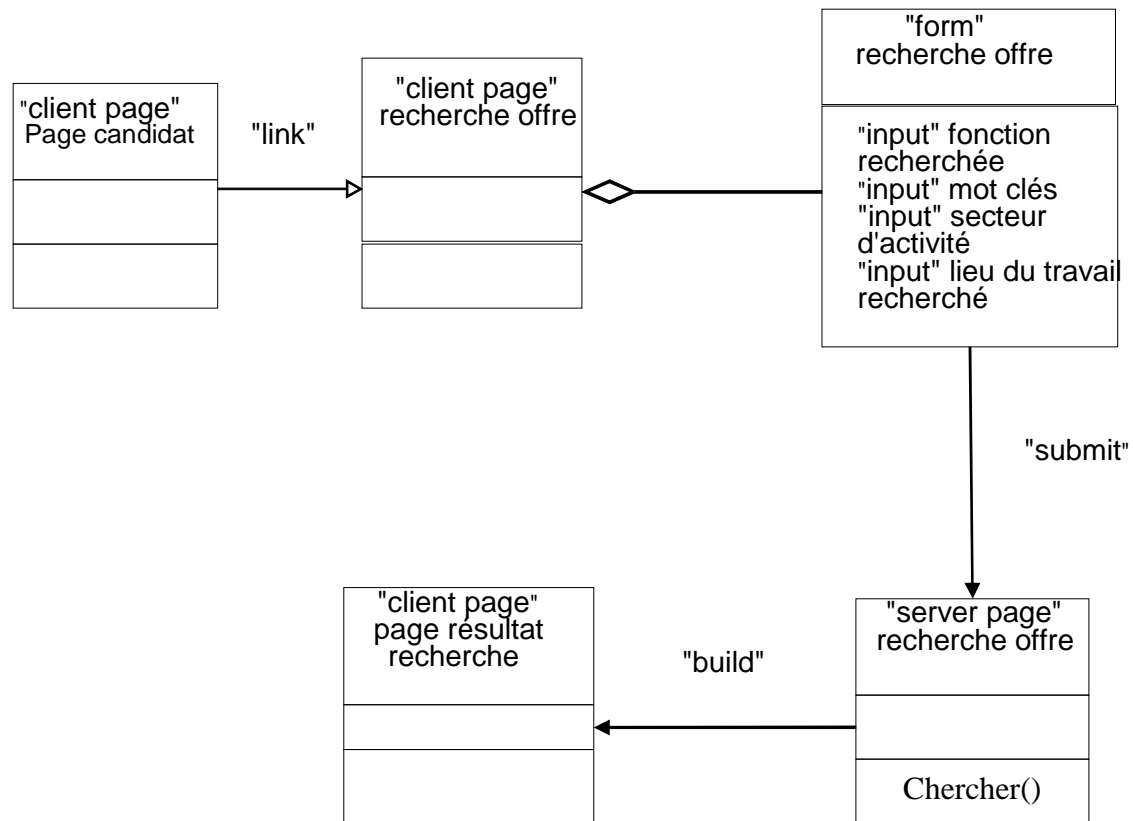 "client page"
Page candidat
"link"
"client page"
recherche offre
"form"
recherche offre
"input" fonction
recherchée
"input" mot clés
"input" secteur
d'activité
"input" lieu du travail
recherché
"submit"
"server page"
recherche offre
Chercher()
"build"
"client page"
page résultat
recherche